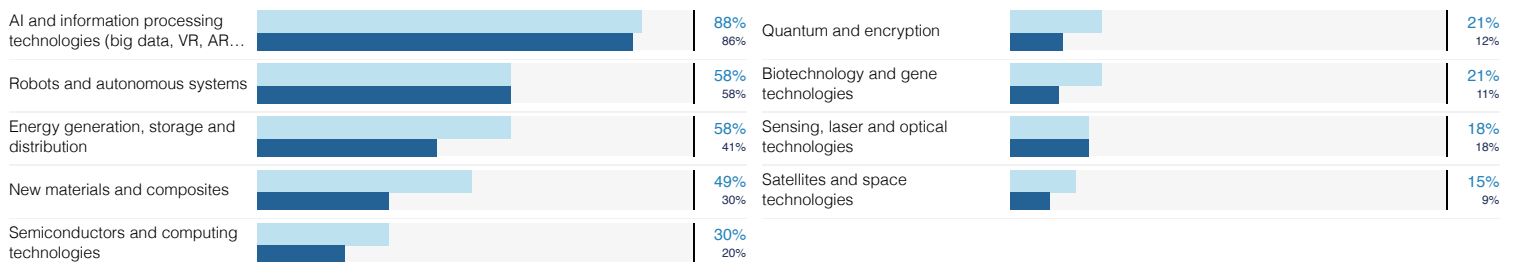 AI and information processing
technologies (big data, VR, AR…
88%
86%
Robots and autonomous systems
58%
58%
Energy generation, storage and
distribution
58%
41%
New materials and composites
49%
30%
Semiconductors and computing
technologies
30%
20%
Quantum and encryption
21%
12%
Biotechnology and gene
technologies
21%
11%
Sensing, laser and optical
technologies
18%
18%
Satellites and space
technologies
15%
9%